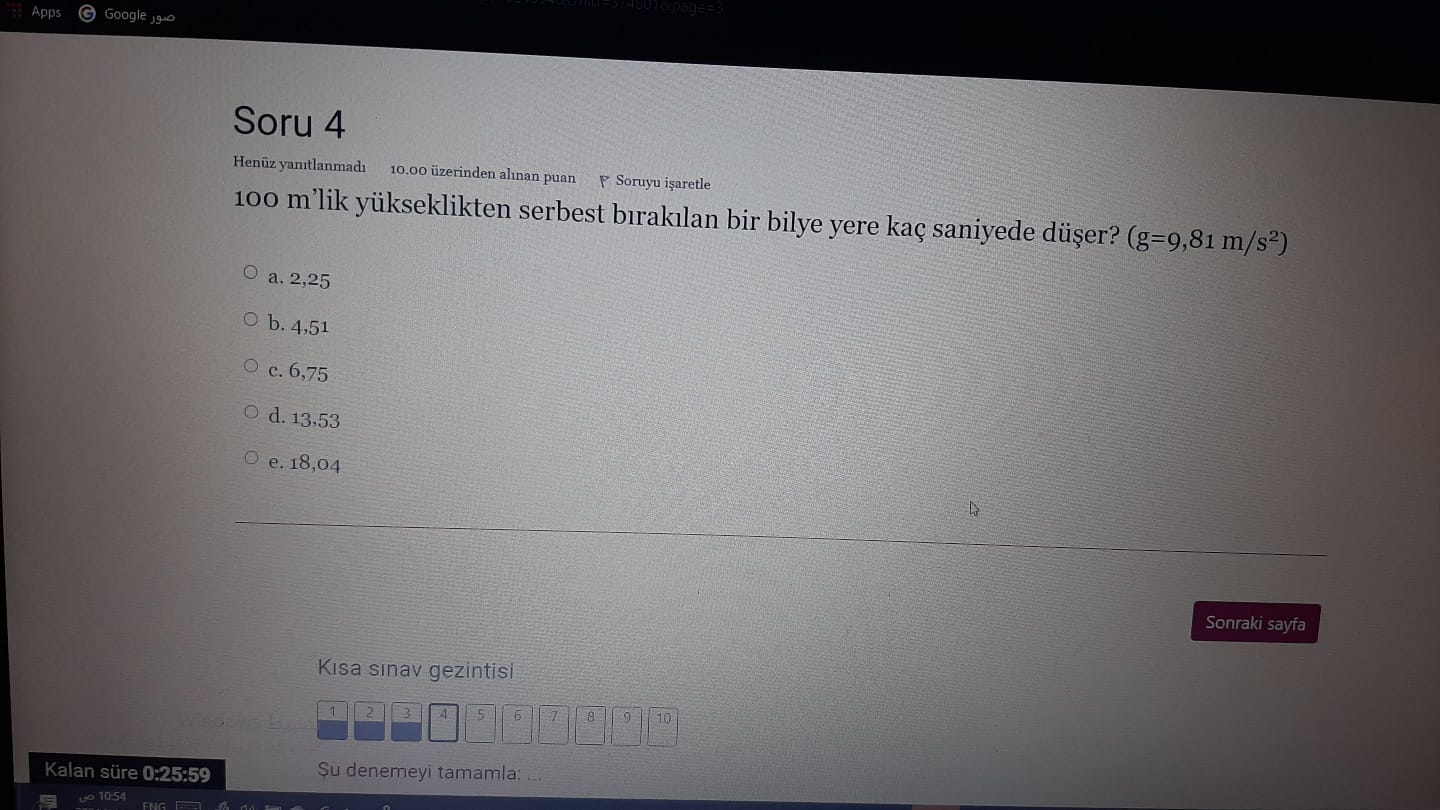 Apps Google صور
Soru 4
Henüz yanıtlanmadı 10.00 üzerinden alınan puan Soruyu işaretle
100 m’lik yükseklikten serbest bırakılan bir bilye yere kaç saniyede düşer? (g=9,81 m/s²)
a. 2,25
b. 4,51
c. 6,75
d. 13,53
e. 18,04
Sonraki sayfa
Kısa sınav gezintisi
1 2 3 4 5 6 7 8 9 10
Şu denemeyi tamamla: ...
Kalan süre 0:25:59
10:54 ص
ENG